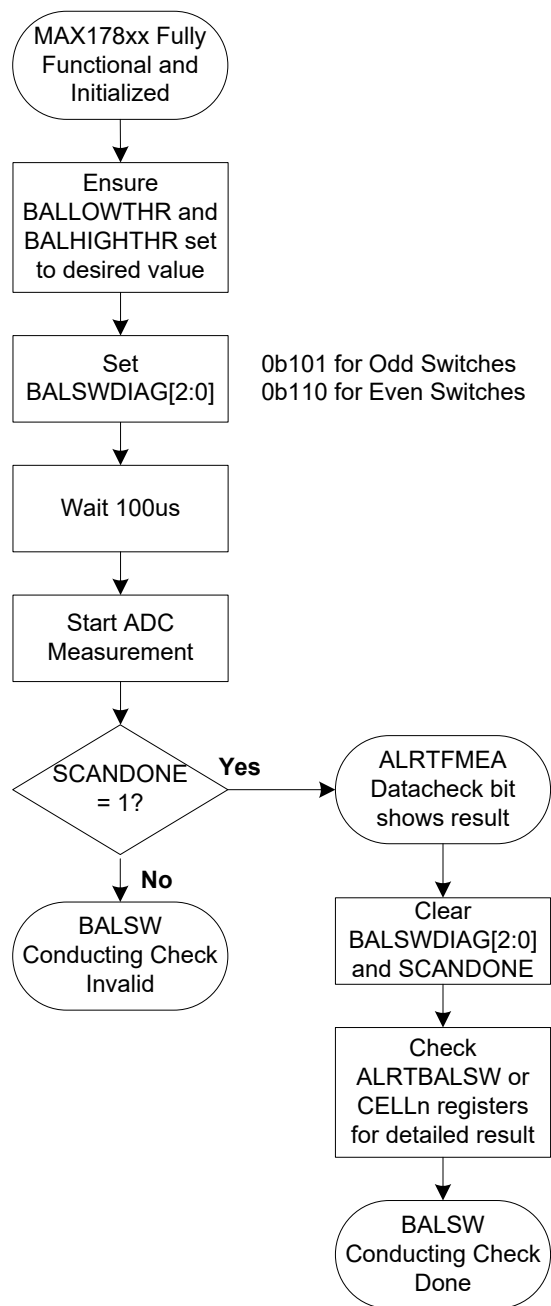 MAX178xx Fully
Functional and
Initialized
Ensure
BALLOWTHR and
BALHIGHTHR set
to desired value
Set
BALSWDIAG[2:0]
0b101 for Odd Switches
0b110 for Even Switches
Wait 100us
Start ADC
Measurement
SCANDONE
= 1?
Yes
No
BALSW
Conducting Check
Invalid
ALRTFMEA
Datacheck bit
shows result
Clear
BALSWDIAG[2:0]
and SCANDONE
Check
ALRTBALSW or
CELLn registers
for detailed result
BALSW
Conducting Check
Done